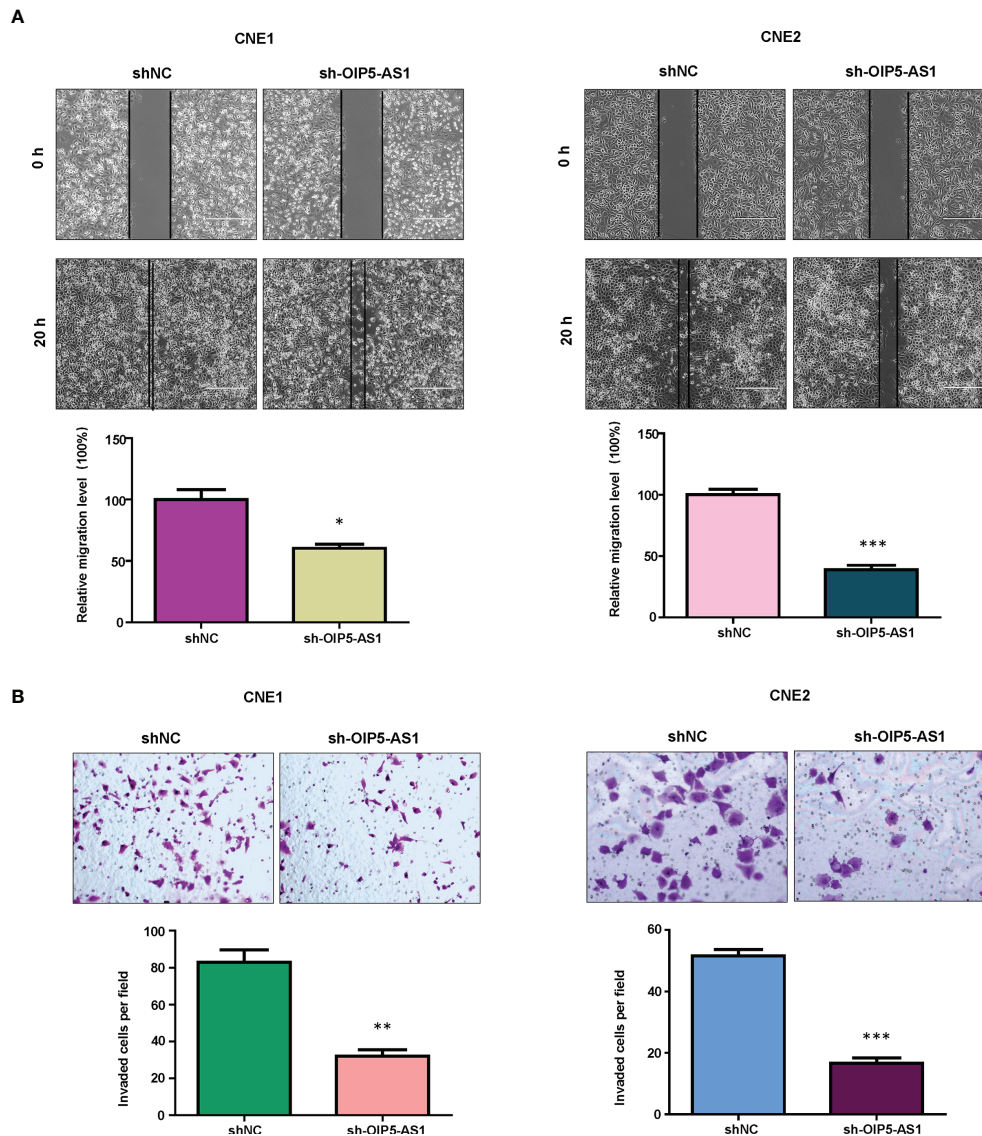 A
CNE1
CNE2
shNC
sh-OIP5-AS1
shNC
sh-OIP5-AS1
0 h
0 h
20 h
20 h
Relative migration level (100%)
150
100
50
0
*
shNC
sh-OIP5-AS1
Relative migration level (100%)
150
100
50
0
***
shNC
sh-OIP5-AS1
B
CNE1
CNE2
shNC
sh-OIP5-AS1
shNC
sh-OIP5-AS1
Invaded cells per field
100
80
60
40
20
0
**
shNC
sh-OIP5-AS1
Invaded cells per field
60
40
20
0
***
shNC
sh-OIP5-AS1